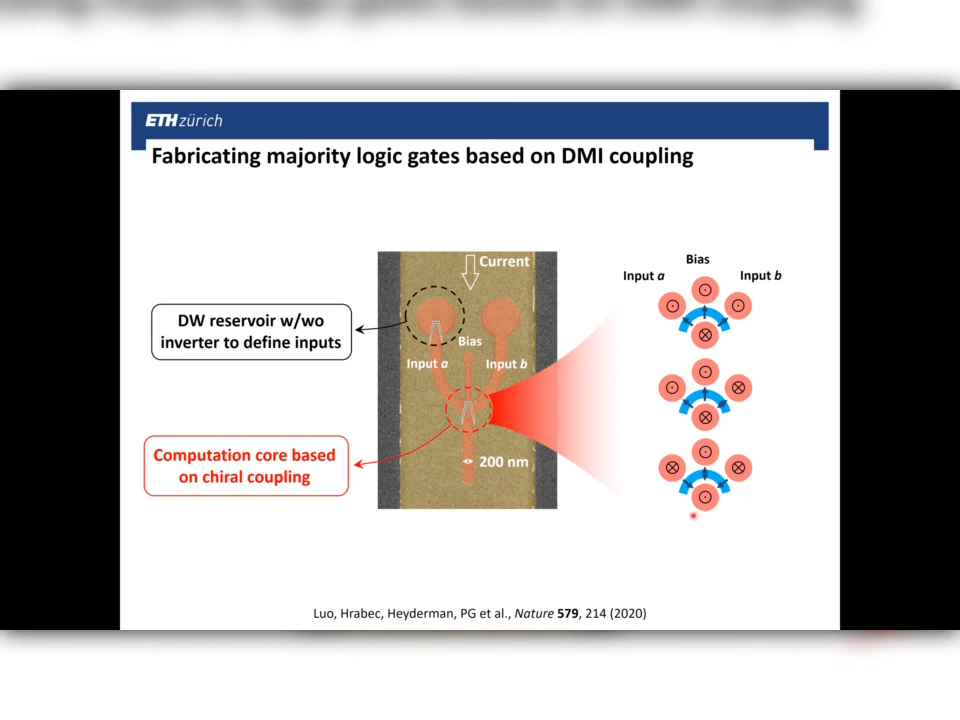 ETH zürich
Fabricating majority logic gates based on DMI coupling
Current
Bias
Input a
Input b
200 nm
DW reservoir w/wo
inverter to define inputs
Computation core based
on chiral coupling
Bias
Input a
Input b
Luo, Hrabec, Heyderman, PG et al., Nature 579, 214 (2020)